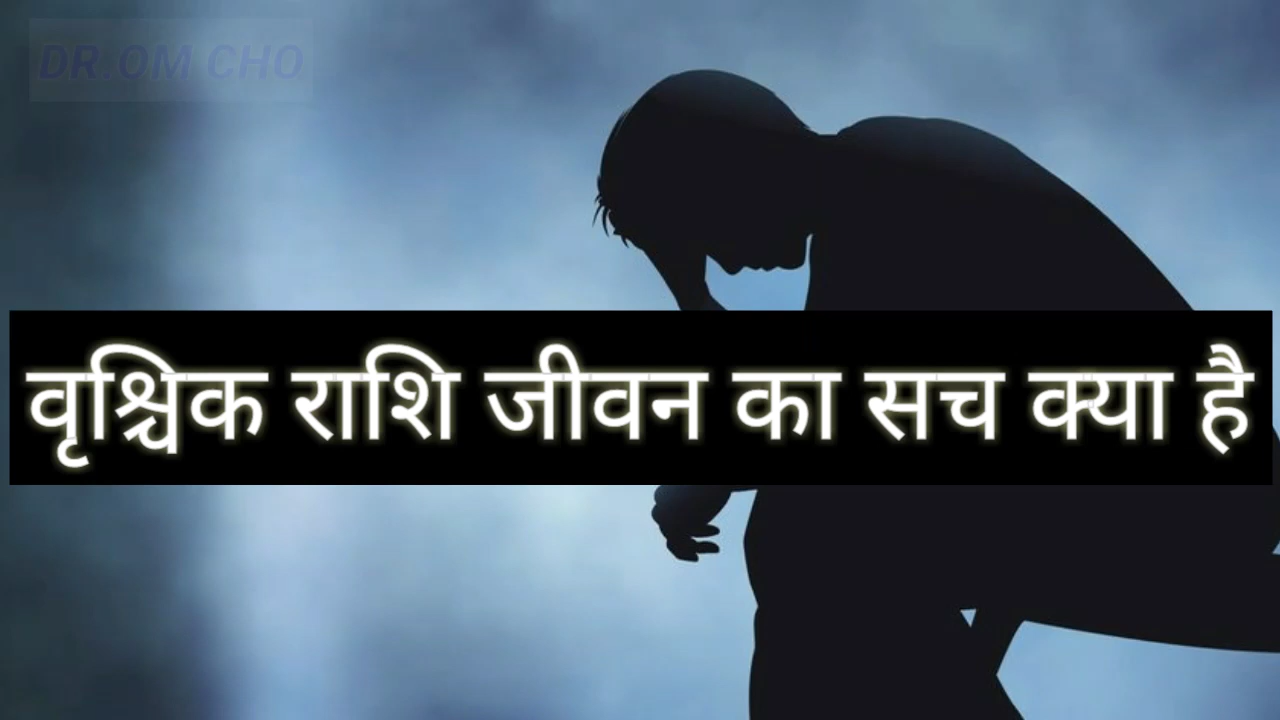 DR.OM CHO
वृश्चिक राशि जीवन का सच क्या है